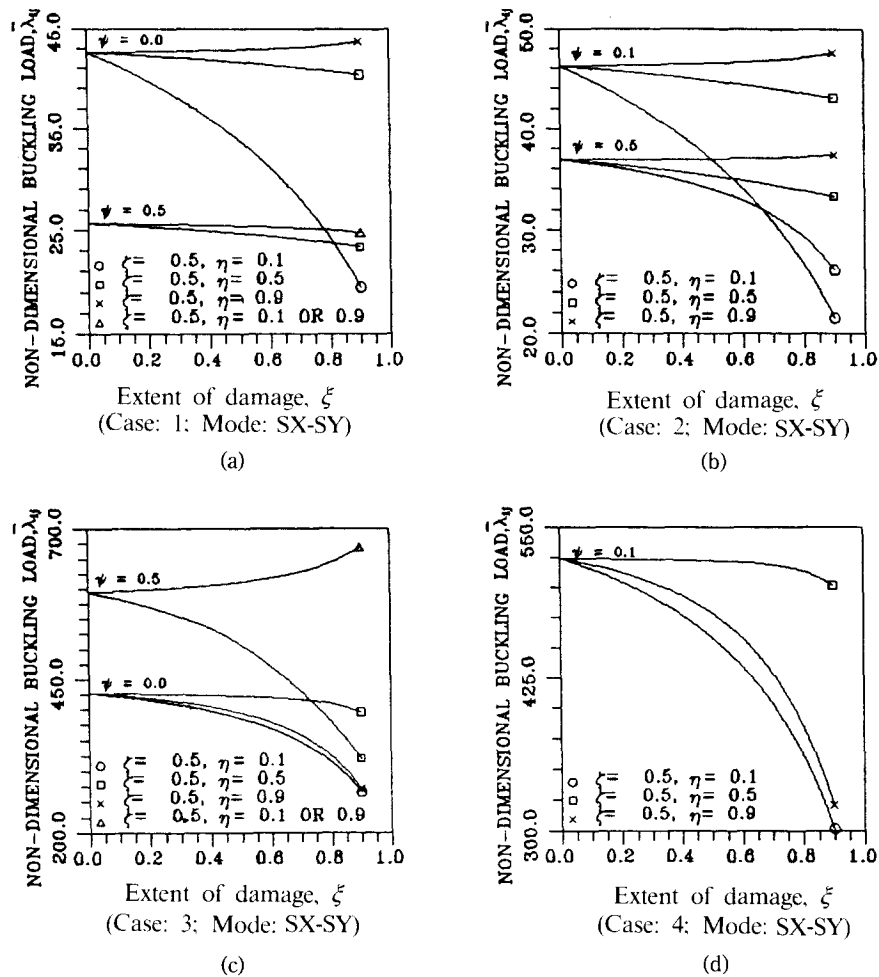 NON-DIMENSIONAL BUCKLING LOAD, λ̄ij
45.0
35.0
25.0
15.0
ψ = 0.0
ψ = 0.5
○ ζ= 0.5, η= 0.1
□ ζ= 0.5, η= 0.5
× ζ= 0.5, η= 0.9
△ ζ= 0.5, η= 0.1 OR 0.9
0.0 0.2 0.4 0.6 0.8 1.0
Extent of damage, ξ
(Case: 1; Mode: SX-SY)
(a)
NON-DIMENSIONAL BUCKLING LOAD, λ̄ij
50.0
40.0
30.0
20.0
ψ = 0.1
ψ = 0.5
○ ζ= 0.5, η= 0.1
□ ζ= 0.5, η= 0.5
× ζ= 0.5, η= 0.9
0.0 0.2 0.4 0.6 0.8 1.0
Extent of damage, ξ
(Case: 2; Mode: SX-SY)
(b)
NON-DIMENSIONAL BUCKLING LOAD, λ̄ij
700.0
450.0
200.0
ψ = 0.5
ψ = 0.0
○ ζ= 0.5, η= 0.1
□ ζ= 0.5, η= 0.5
× ζ= 0.5, η= 0.9
△ ζ= 0.5, η= 0.1 OR 0.9
0.0 0.2 0.4 0.6 0.8 1.0
Extent of damage, ξ
(Case: 3; Mode: SX-SY)
(c)
NON-DIMENSIONAL BUCKLING LOAD, λ̄ij
550.0
425.0
300.0
ψ = 0.1
○ ζ= 0.5, η= 0.1
□ ζ= 0.5, η= 0.5
× ζ= 0.5, η= 0.9
0.0 0.2 0.4 0.6 0.8 1.0
Extent of damage, ξ
(Case: 4; Mode: SX-SY)
(d)